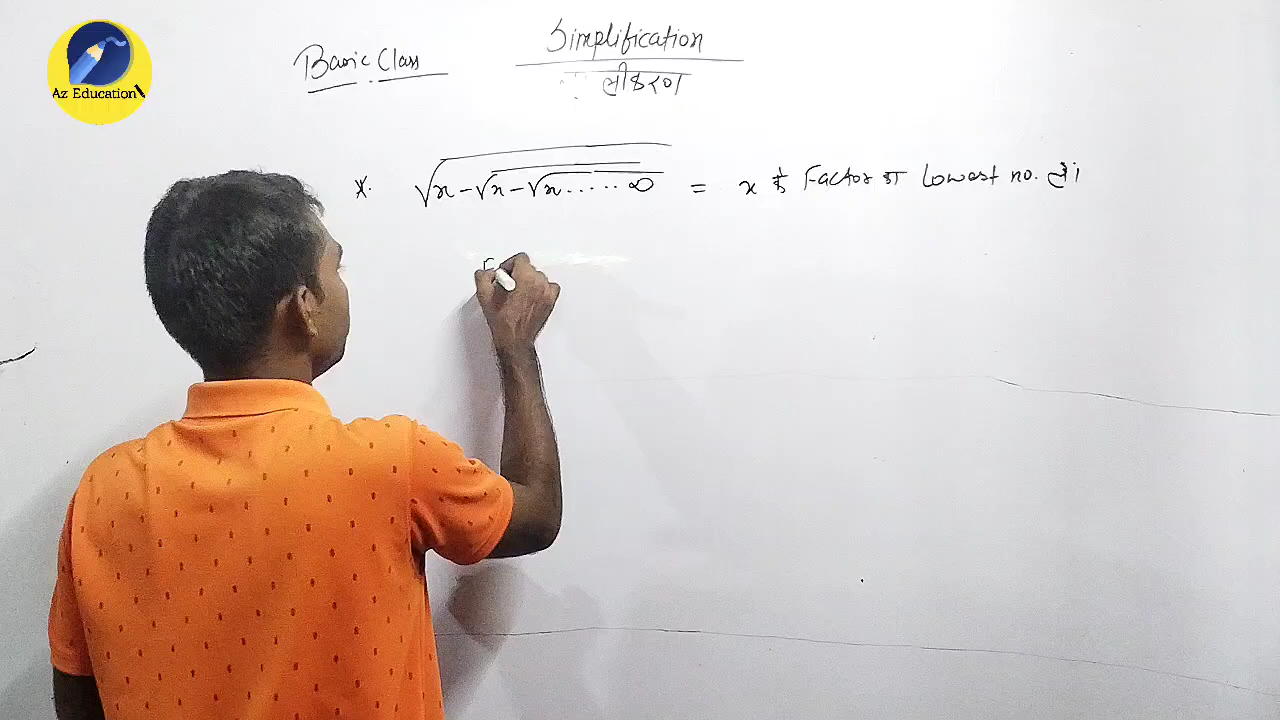 Az Education
Basic Class
Simplification
लीकरण
*. √x - √x - √x ..... ∞ = x के Factor का Lowest no.